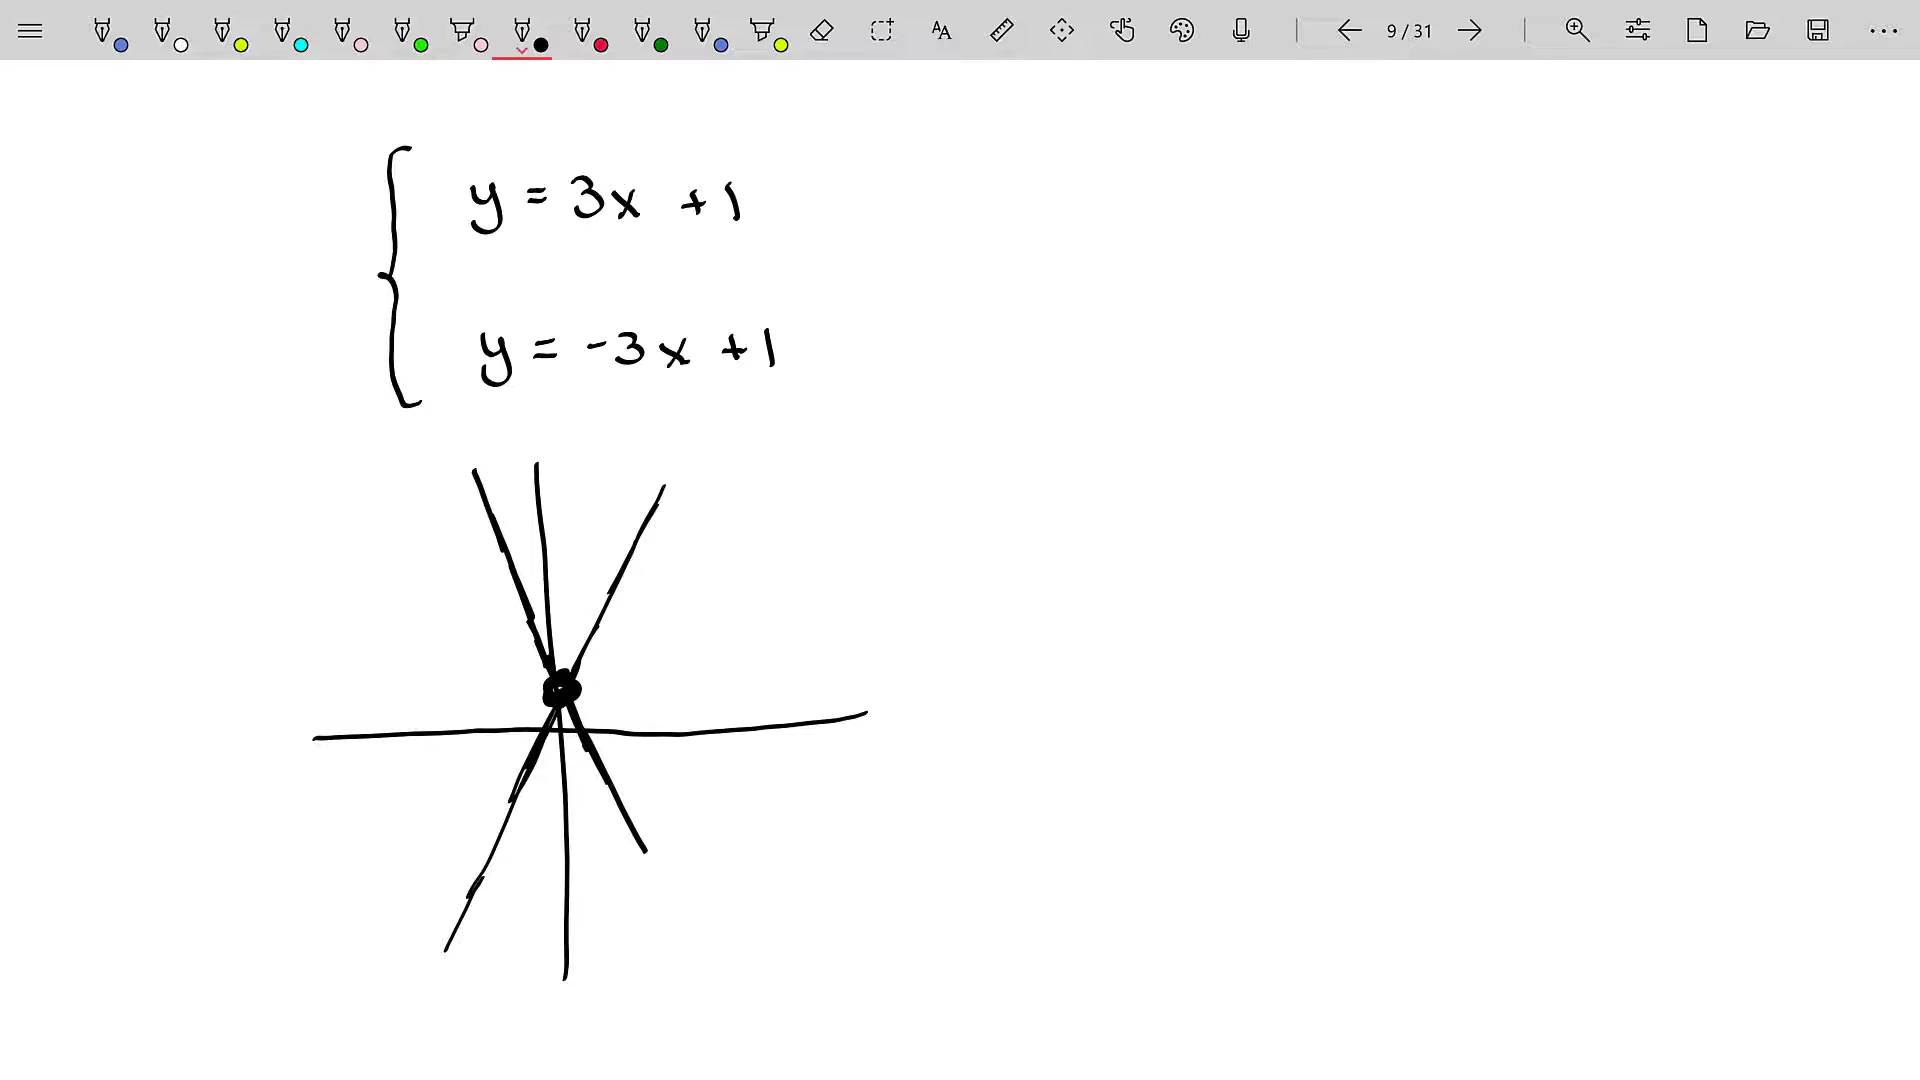 9 / 31
y = 3x + 1
y = -3x + 1